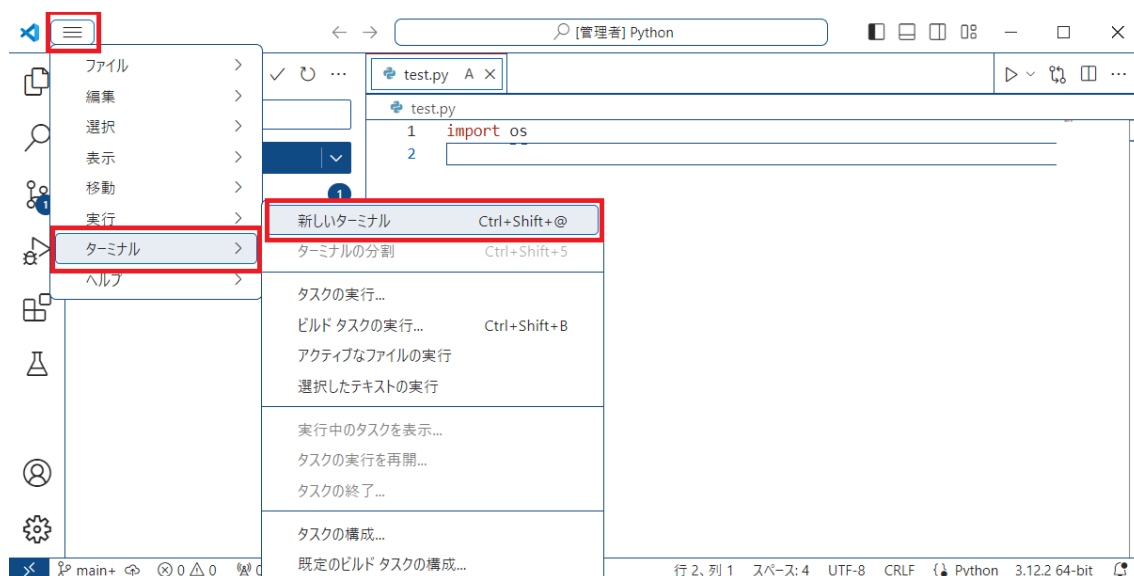 [管理者] Python
ファイル
編集
選択
表示
移動
実行
ターミナル
ヘルプ
test.py A
test.py
1 import os
2
1
1
新しいターミナル Ctrl+Shift+@
ターミナルの分割 Ctrl+Shift+5
タスクの実行...
ビルド タスクの実行... Ctrl+Shift+B
アクティブなファイルの実行
選択したテキストの実行
実行中のタスクを表示...
タスクの実行を再開...
タスクの終了...
タスクの構成...
既定のビルド タスクの構成...
main+ 0 0 行 2、列 1 スペース: 4 UTF-8 CRLF Python 3.12.2 64-bit